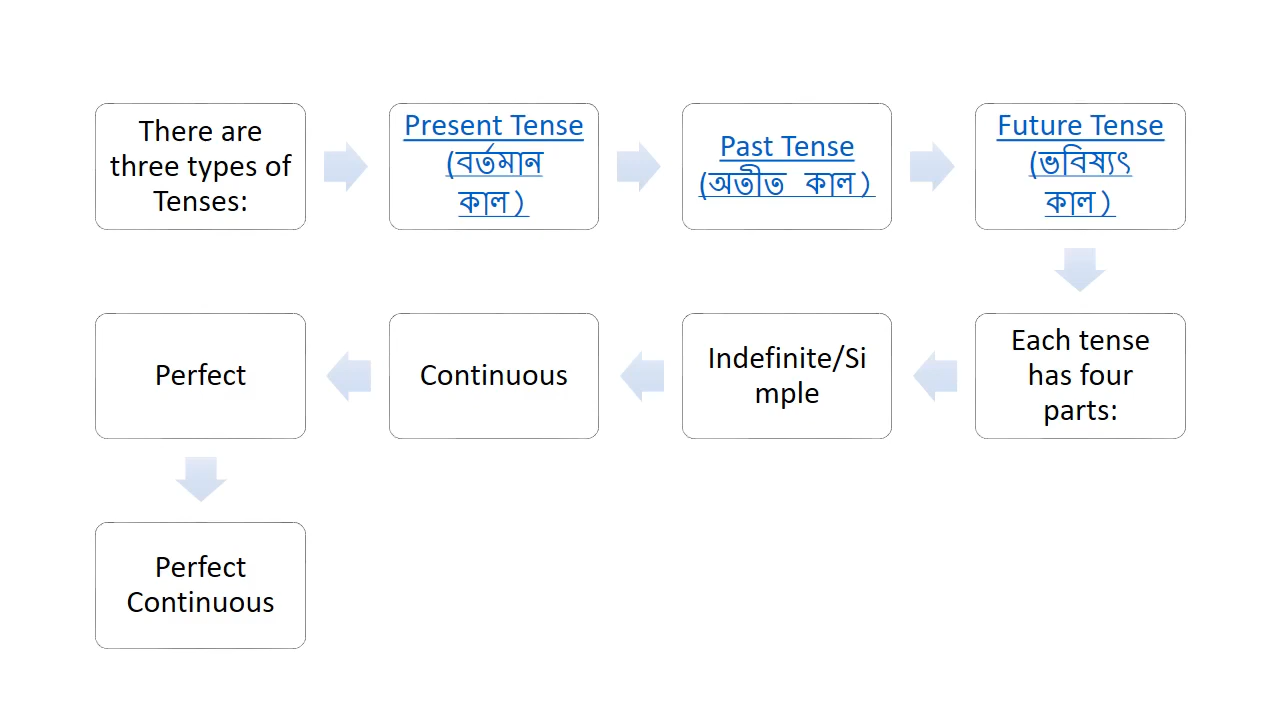 There are
three types of
Tenses:
Present Tense
(বর্তমান
কাল)
Past Tense
(অতীত কাল)
Future Tense
(ভবিষ্যৎ
কাল)
Each tense
has four
parts:
Indefinite/Si
mple
Continuous
Perfect
Perfect
Continuous